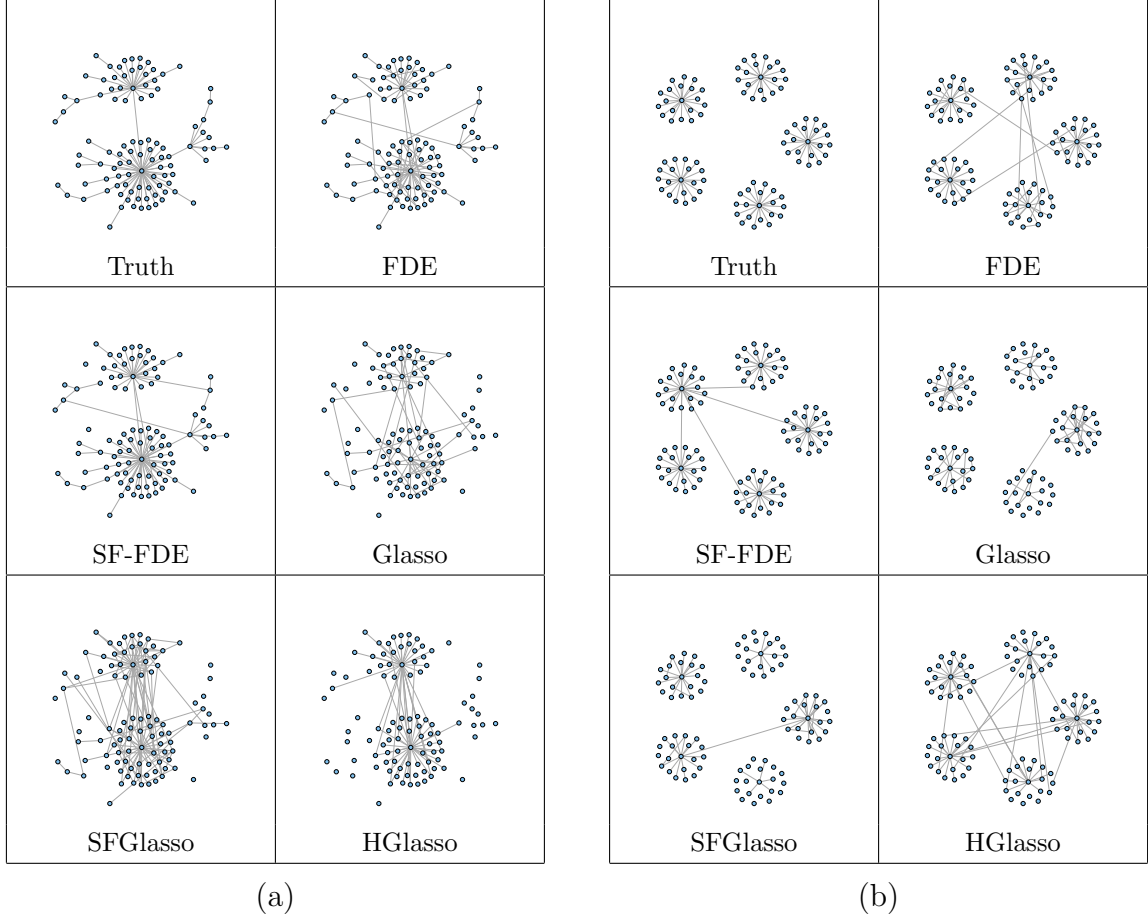 Truth
FDE
SF-FDE
Glasso
SFGlasso
HGlasso
(a)
Truth
FDE
SF-FDE
Glasso
SFGlasso
HGlasso
(b)